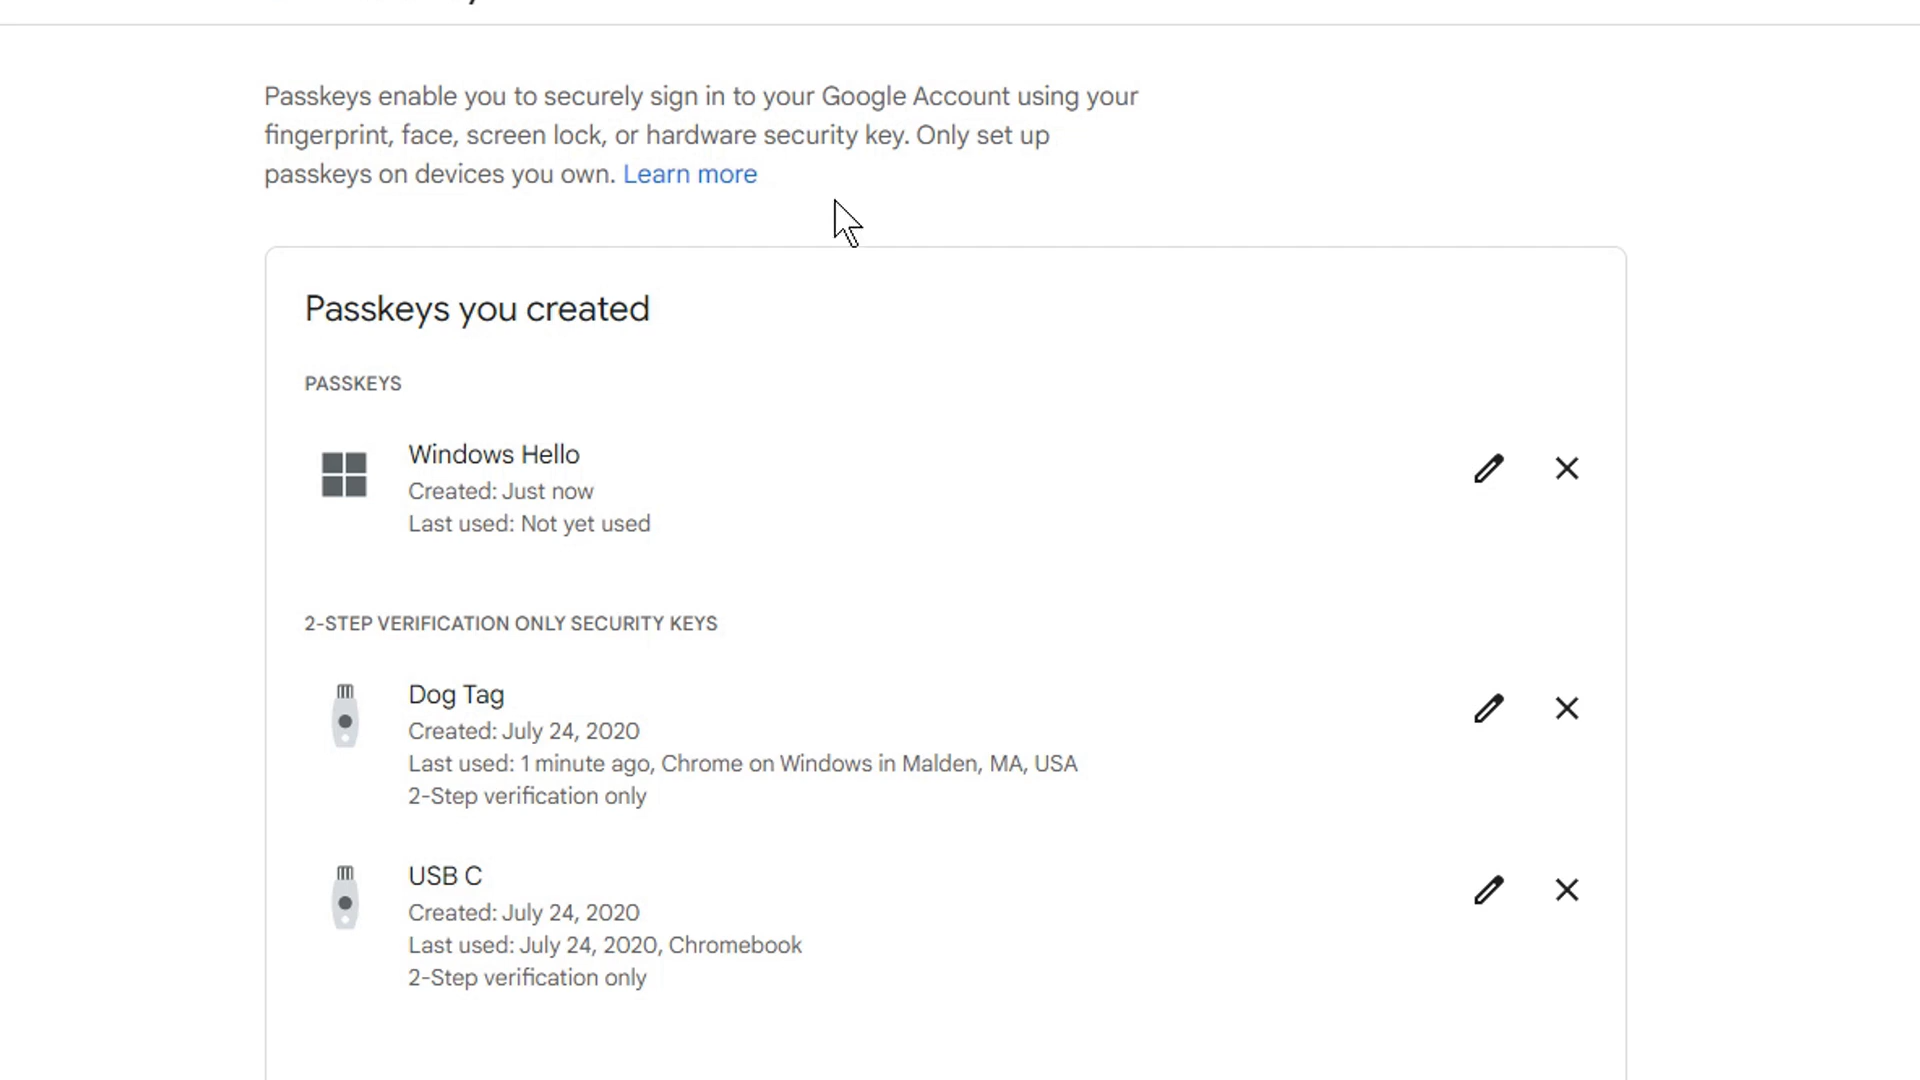 Passkeys enable you to securely sign in to your Google Account using your
fingerprint, face, screen lock, or hardware security key. Only set up
passkeys on devices you own. Learn more
Passkeys you created
PASSKEYS
Windows Hello
Created: Just now
Last used: Not yet used
2-STEP VERIFICATION ONLY SECURITY KEYS
Dog Tag
Created: July 24, 2020
Last used: 1 minute ago, Chrome on Windows in Malden, MA, USA
2-Step verification only
USB C
Created: July 24, 2020
Last used: July 24, 2020, Chromebook
2-Step verification only